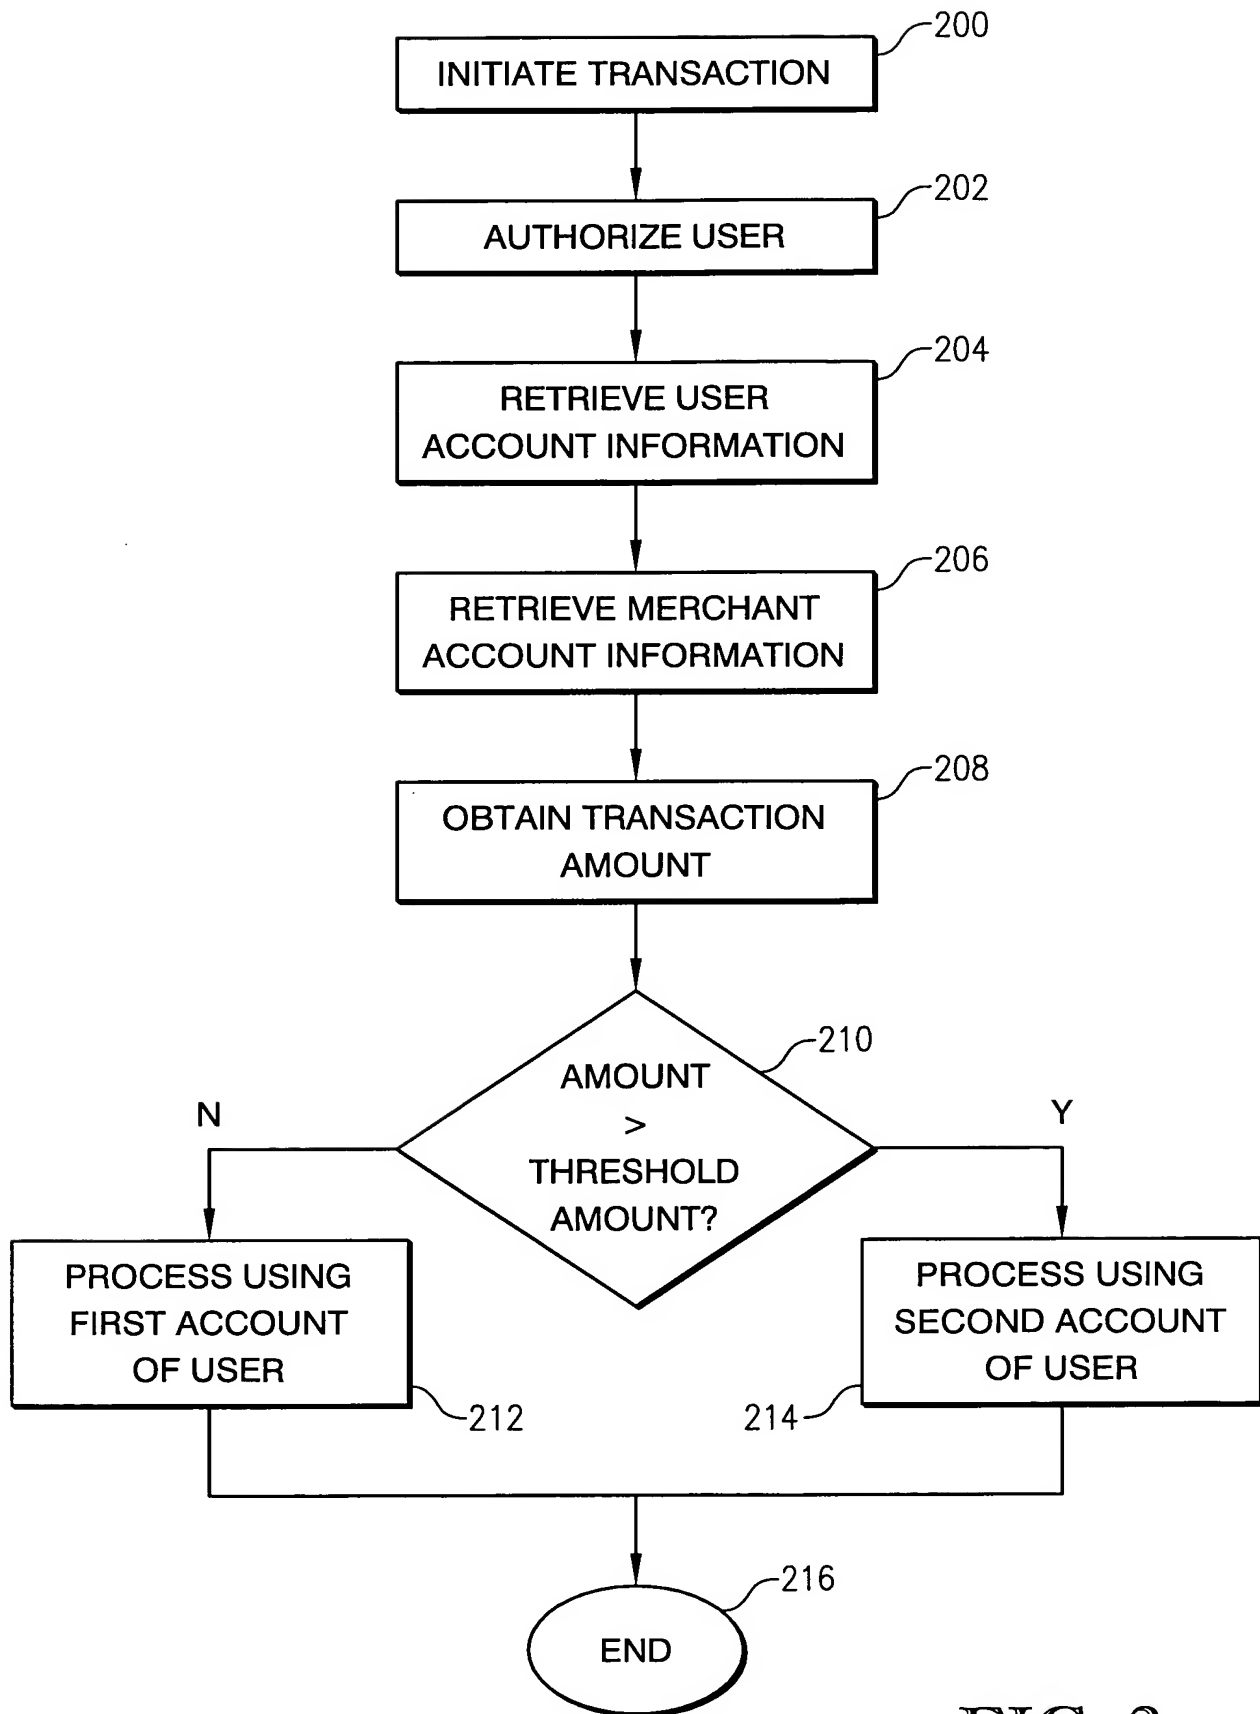 200
INITIATE TRANSACTION
202
AUTHORIZE USER
204
RETRIEVE USER
ACCOUNT INFORMATION
206
RETRIEVE MERCHANT
ACCOUNT INFORMATION
208
OBTAIN TRANSACTION
AMOUNT
210
AMOUNT
>
THRESHOLD
AMOUNT?
N
Y
PROCESS USING
FIRST ACCOUNT
OF USER
212
PROCESS USING
SECOND ACCOUNT
OF USER
214
216
END